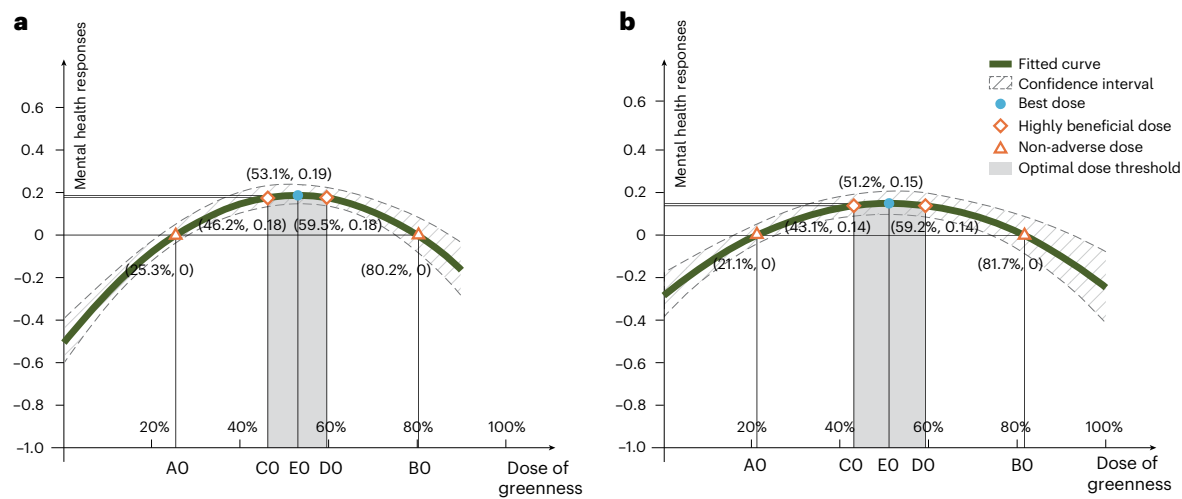 a
Mental health responses
0.6
0.4
0.2
0
–0.2
–0.4
–0.6
–0.8
–1.0
(53.1%, 0.19)
(46.2%, 0.18)
(59.5%, 0.18)
(25.3%, 0)
(80.2%, 0)
20%
40%
60%
80%
100%
A0
C0
E0
D0
B0
Dose of
greenness
b
Mental health responses
0.6
0.4
0.2
0
–0.2
–0.4
–0.6
–0.8
–1.0
(51.2%, 0.15)
(43.1%, 0.14)
(59.2%, 0.14)
(21.1%, 0)
(81.7%, 0)
20%
40%
60%
80%
100%
A0
C0
E0
D0
B0
Dose of
greenness
Fitted curve
Confidence interval
Best dose
Highly beneficial dose
Non-adverse dose
Optimal dose threshold